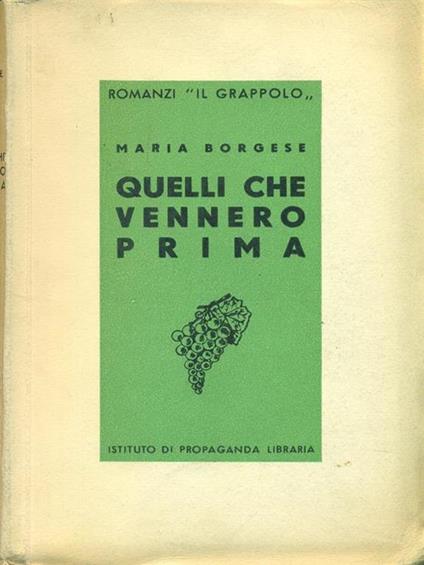 ROMANZI "IL GRAPPOLO„
MARIA BORGESE
QUELLI CHE
VENNERO
PRIMA
ISTITUTO DI PROPAGANDA LIBRARIA